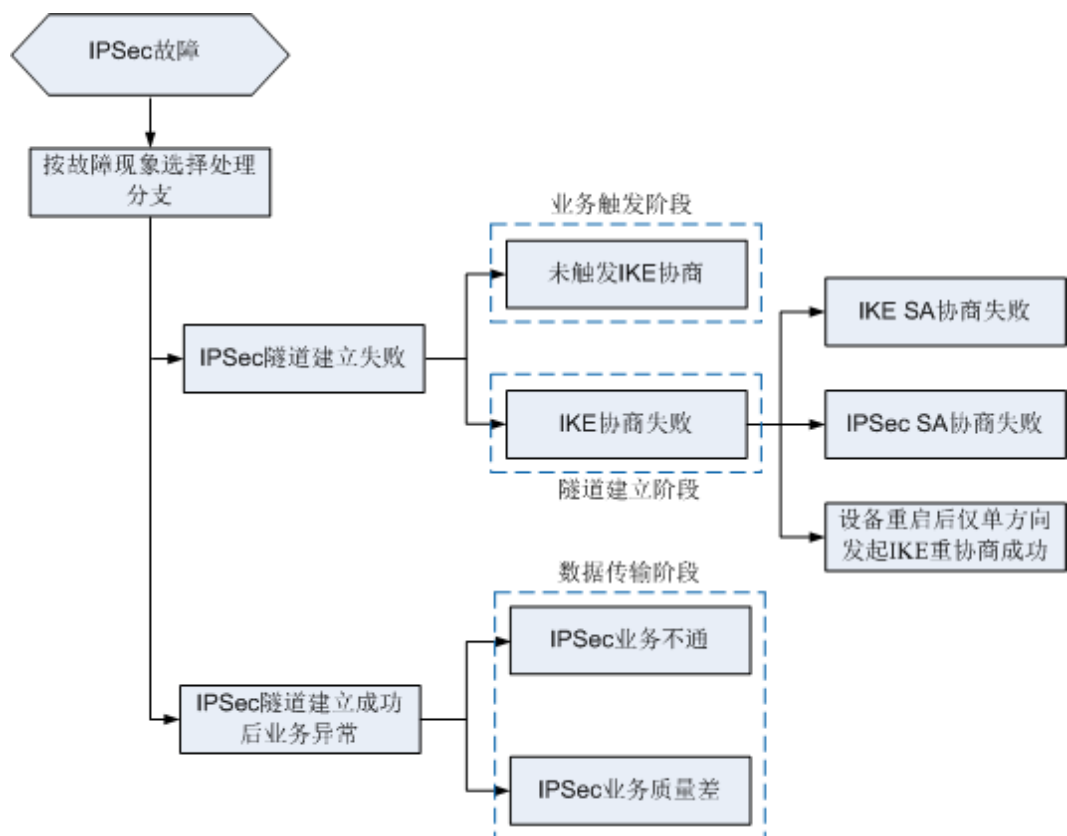 IPSec故障
按故障现象选择处理
分支
业务触发阶段
未触发IKE协商
IKE SA协商失败
IPSec隧道建立失败
IKE协商失败
IPSec SA协商失败
隧道建立阶段
设备重启后仅单方向
发起IKE重协商成功
数据传输阶段
IPSec业务不通
IPSec隧道建立成功
后业务异常
IPSec业务质量差